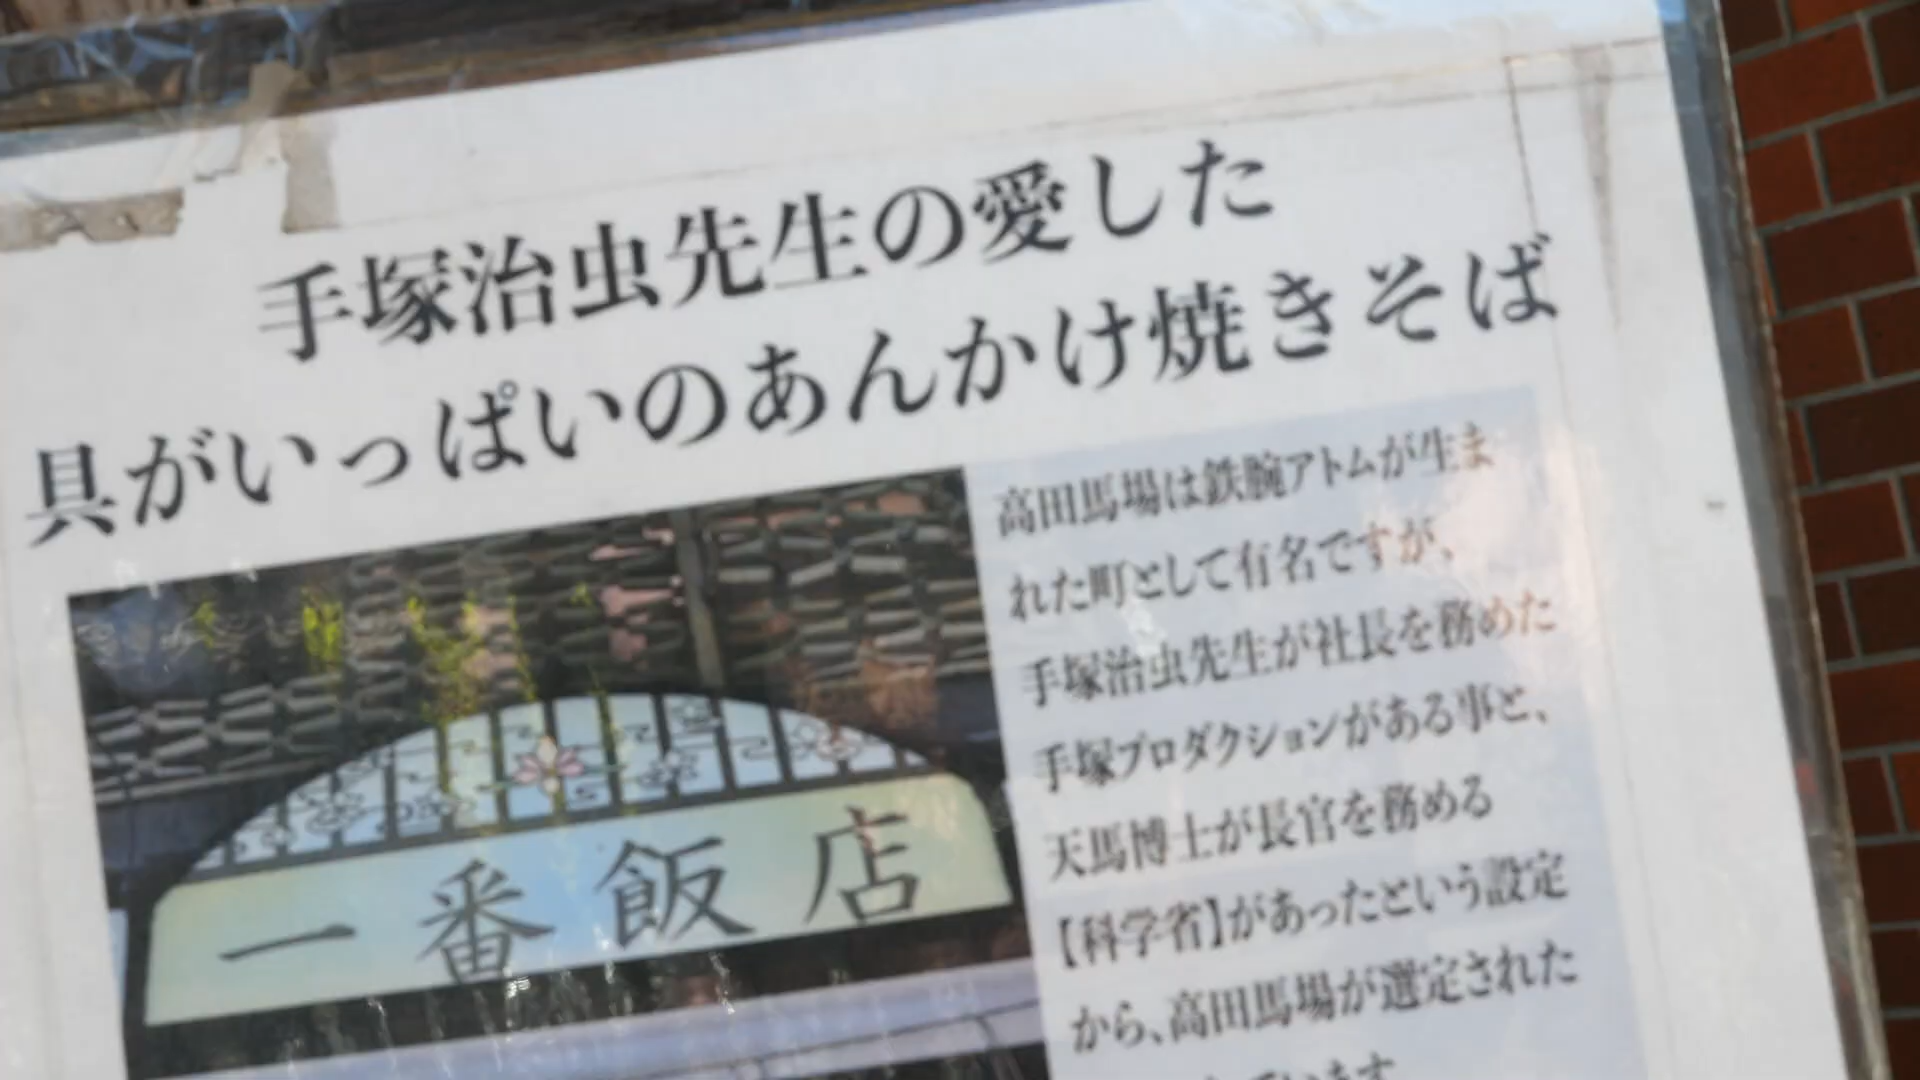 手塚治虫先生の愛した
具がいっぱいのあんかけ焼きそば
高田馬場は鉄腕アトムが生ま
れた町として有名ですが、
手塚治虫先生が社長を務めた
手塚プロダクションがある事と、
天馬博士が長官を務める
【科学省】があったという設定
から、高田馬場が選定された
一番飯店